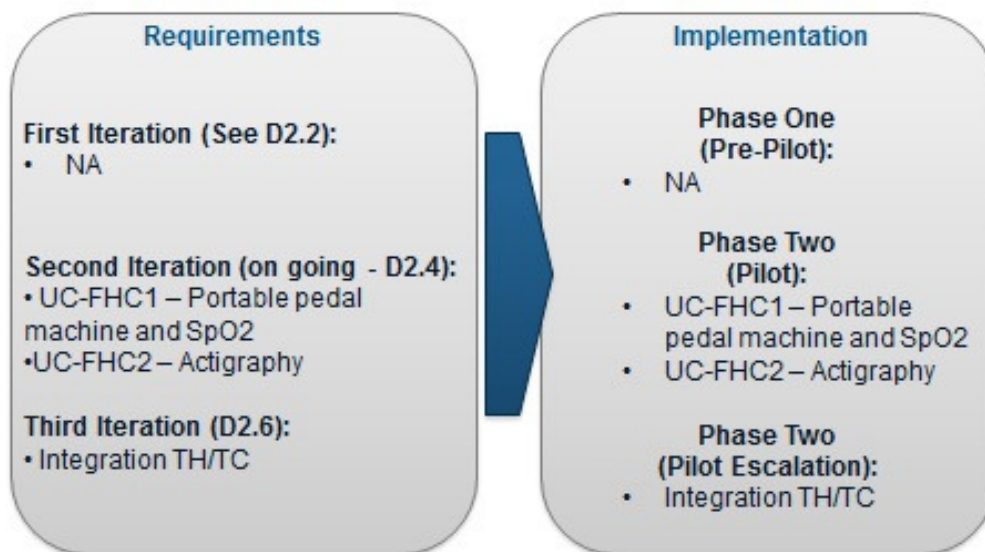 Requirements
First Iteration (See D2.2):
• NA
Second Iteration (on going - D2.4):
• UC-FHC1 – Portable pedal
machine and SpO2
•UC-FHC2 – Actigraphy
Third Iteration (D2.6):
• Integration TH/TC
Implementation
Phase One
(Pre-Pilot):
• NA
Phase Two
(Pilot):
• UC-FHC1 – Portable
pedal machine and SpO2
• UC-FHC2 – Actigraphy
Phase Two
(Pilot Escalation):
• Integration TH/TC